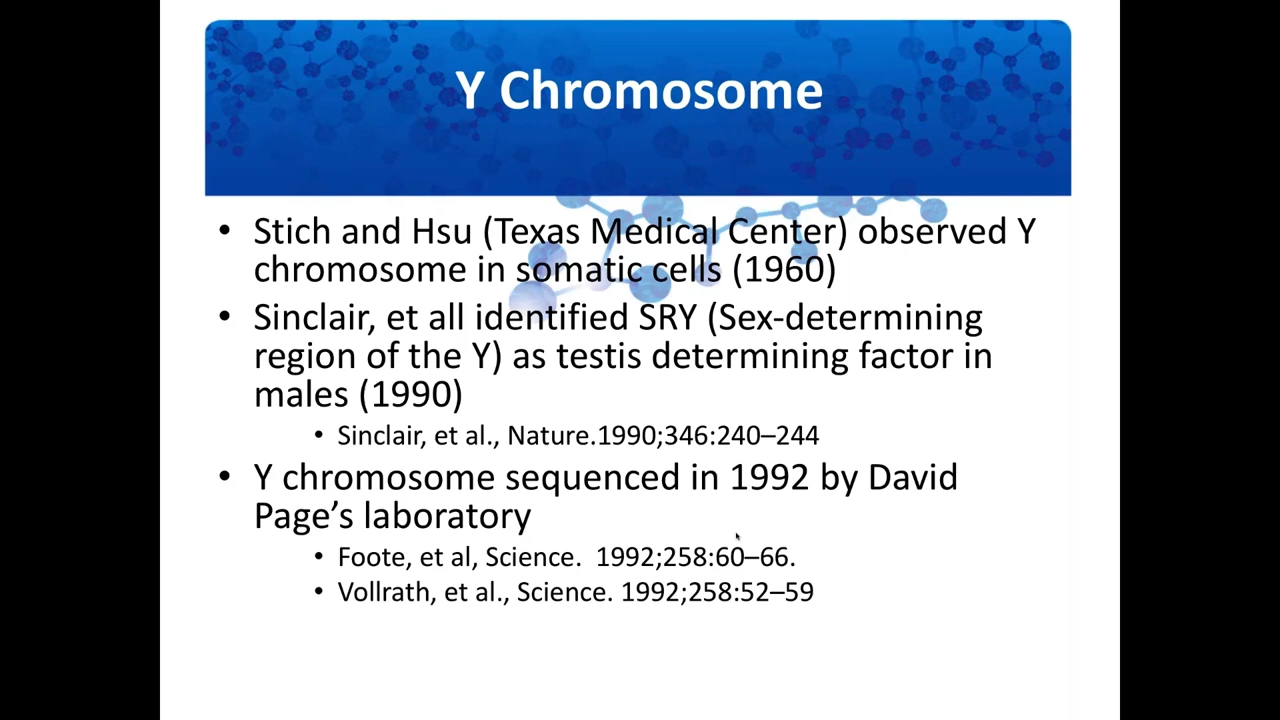 Y Chromosome
• Stich and Hsu (Texas Medical Center) observed Y
chromosome in somatic cells (1960)
• Sinclair, et all identified SRY (Sex-determining
region of the Y) as testis determining factor in
males (1990)
• Sinclair, et al., Nature.1990;346:240–244
• Y chromosome sequenced in 1992 by David
Page’s laboratory
• Foote, et al, Science.  1992;258:60–66.
• Vollrath, et al., Science. 1992;258:52–59